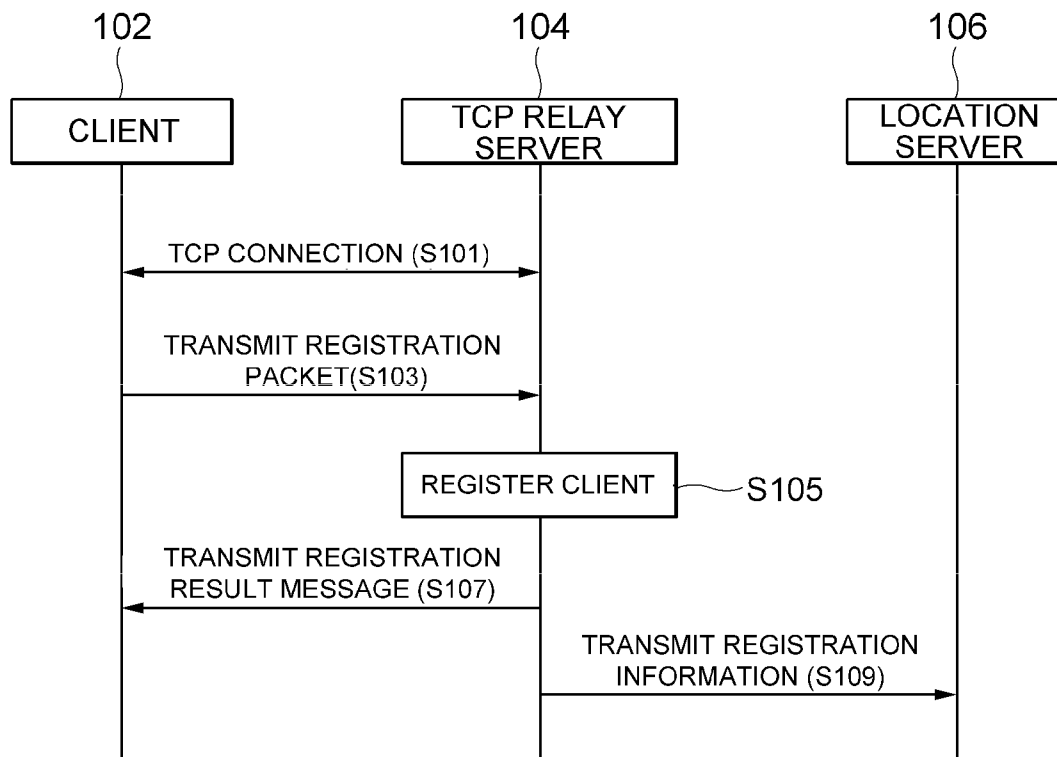 102
104
106
CLIENT
TCP RELAY
SERVER
LOCATION
SERVER
TCP CONNECTION (S101)
TRANSMIT REGISTRATION
PACKET(S103)
REGISTER CLIENT
S105
TRANSMIT REGISTRATION
RESULT MESSAGE (S107)
TRANSMIT REGISTRATION
INFORMATION (S109)